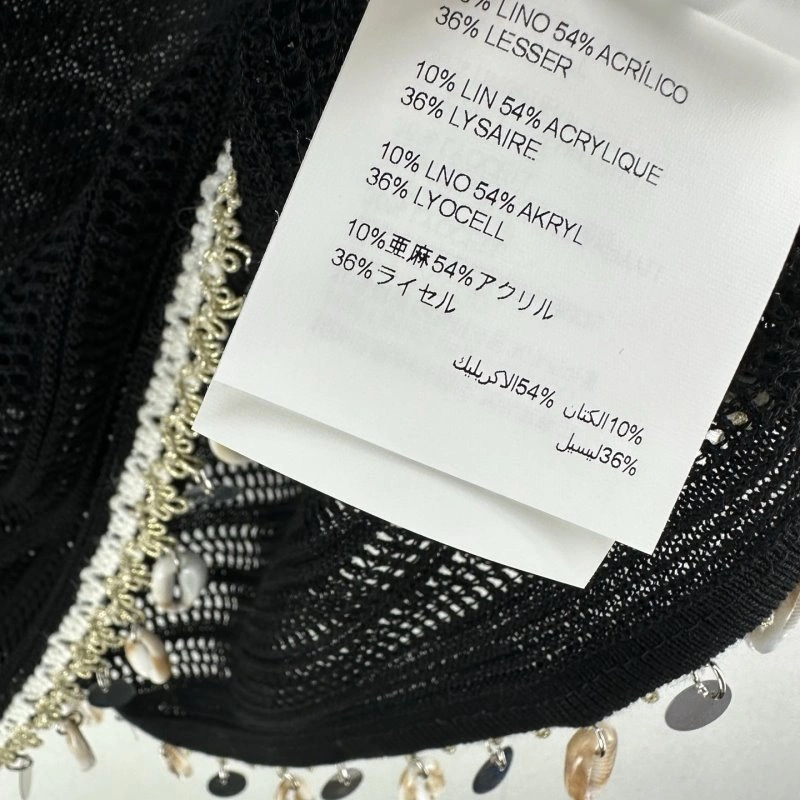 % LINO 54% ACRÍLICO
36% LESSER
10% LIN 54% ACRYLIQUE
36% LYSAIRE
10% LNO 54% AKRYL
36% LYOCELL
10%亜麻54%アクリル
36%ライセル
10%الكتان 54%الاكريليك
36%ليسيل